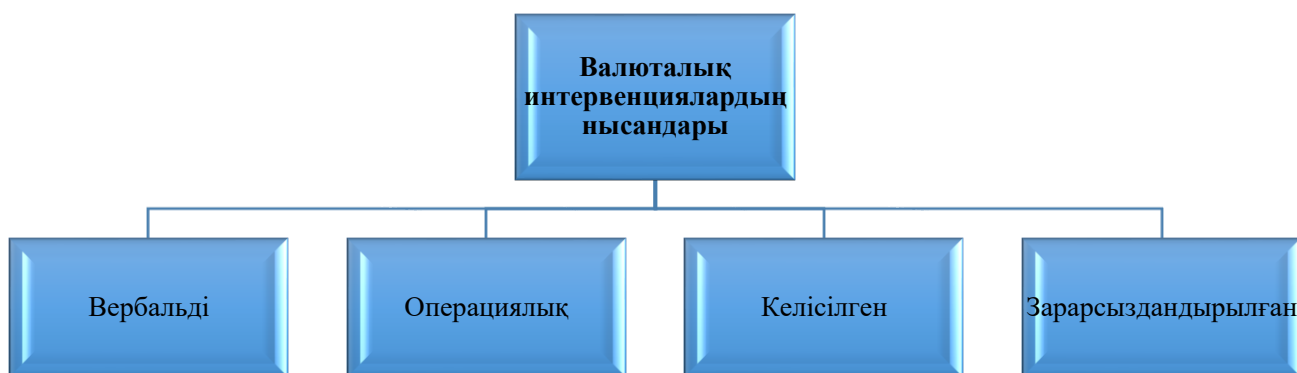 Валюталық
интервенциялардың
нысандары
Вербальді
Операциялық
Келісілген
Зарарсыздандырылған